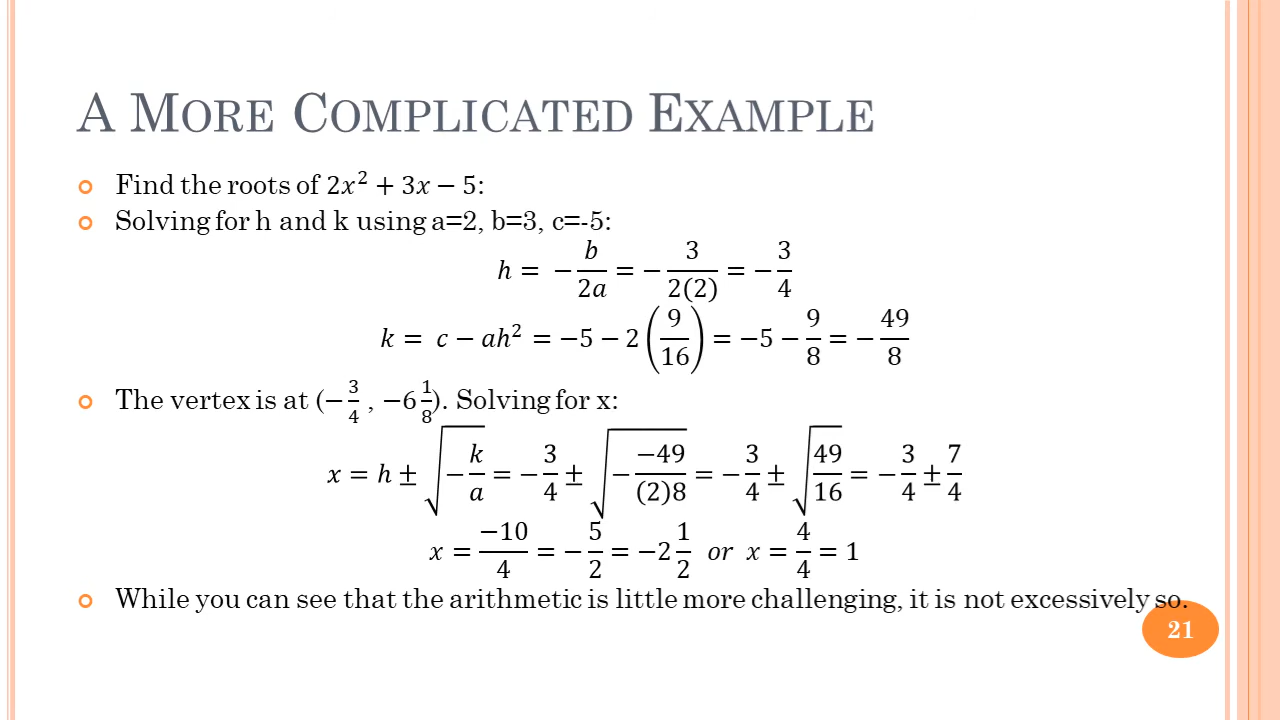 A More Complicated Example
Find the roots of 2x² + 3x − 5:
Solving for h and k using a=2, b=3, c=-5:
h = −b/2a = −3/2(2) = −3/4
k = c − ah² = −5 − 2(9/16) = −5 − 9/8 = −49/8
The vertex is at (−3/4 , −6 1/8). Solving for x:
x = h ± √(−k/a) = −3/4 ± √(−−49/(2)8) = −3/4 ± √(49/16) = −3/4 ± 7/4
x = −10/4 = −5/2 = −2 1/2 or x = 4/4 = 1
While you can see that the arithmetic is little more challenging, it is not excessively so.
21